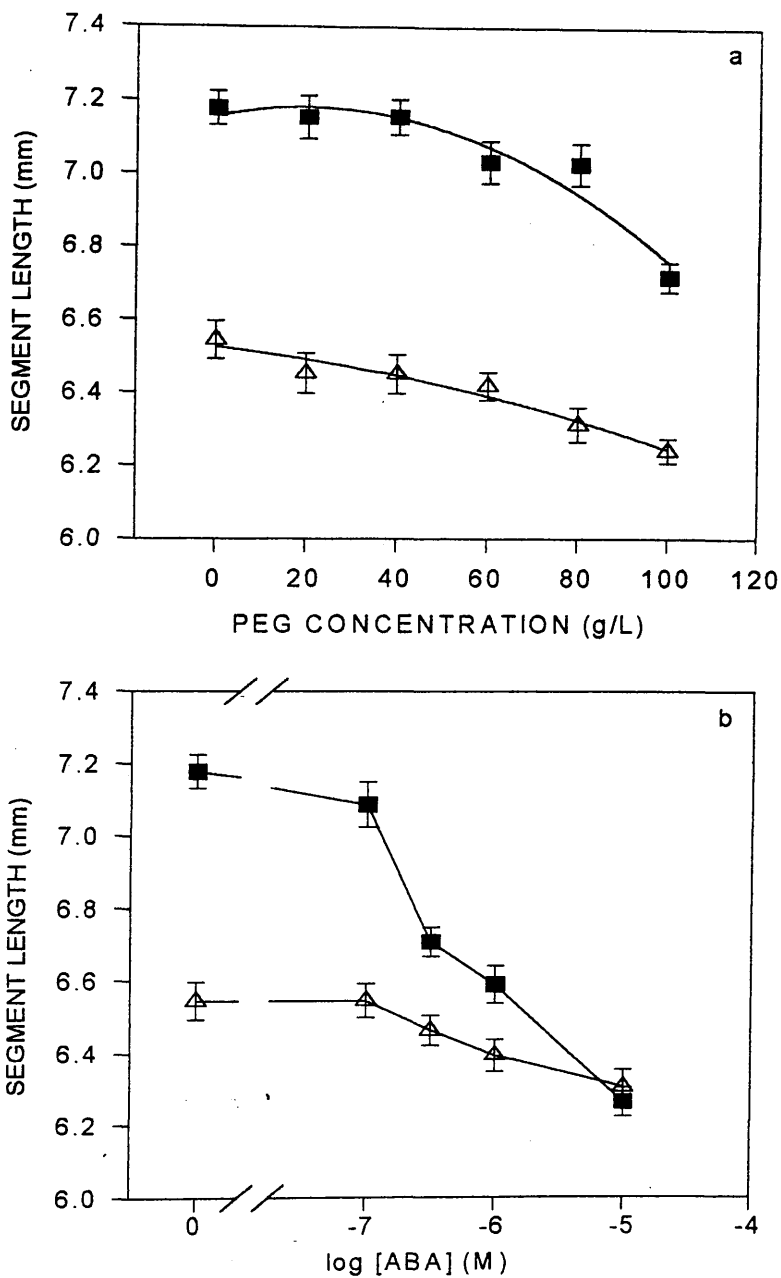 a
7.4
7.2
7.0
6.8
6.6
6.4
6.2
6.0
SEGMENT LENGTH (mm)
0 20 40 60 80 100 120
PEG CONCENTRATION (g/L)
b
7.4
7.2
7.0
6.8
6.6
6.4
6.2
6.0
SEGMENT LENGTH (mm)
0 -7 -6 -5 -4
log [ABA] (M)